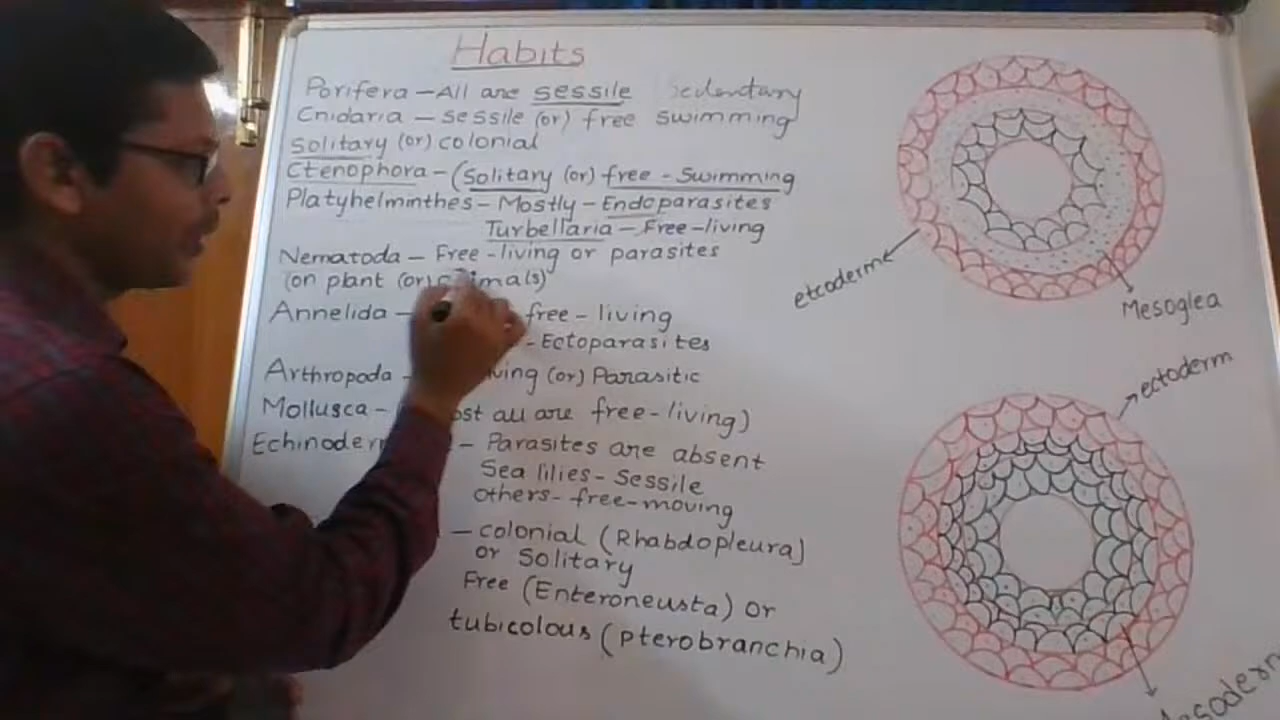 Habits
Porifera - All are sessile Sedentary
Cnidaria - sessile (or) free swimming
Solitary (or) colonial
Ctenophora - (Solitary (or) free - Swimming
Platyhelminthes - Mostly - Endoparasites
Turbellaria - Free-living
Nematoda - Free - living or parasites
(on plant (or)
Annelida - free - living
- Ectoparasites
Arthropoda - (or) Parasitic
Mollusca - all are free - living)
- Parasites are absent
Sea lilies - Sessile
others - free-moving
- colonial (Rhabdopleura)
or Solitary
Free (Enteroneusta) or
tubicolous (pterobranchia)
etcoderm
Mesoglea
ectoderm